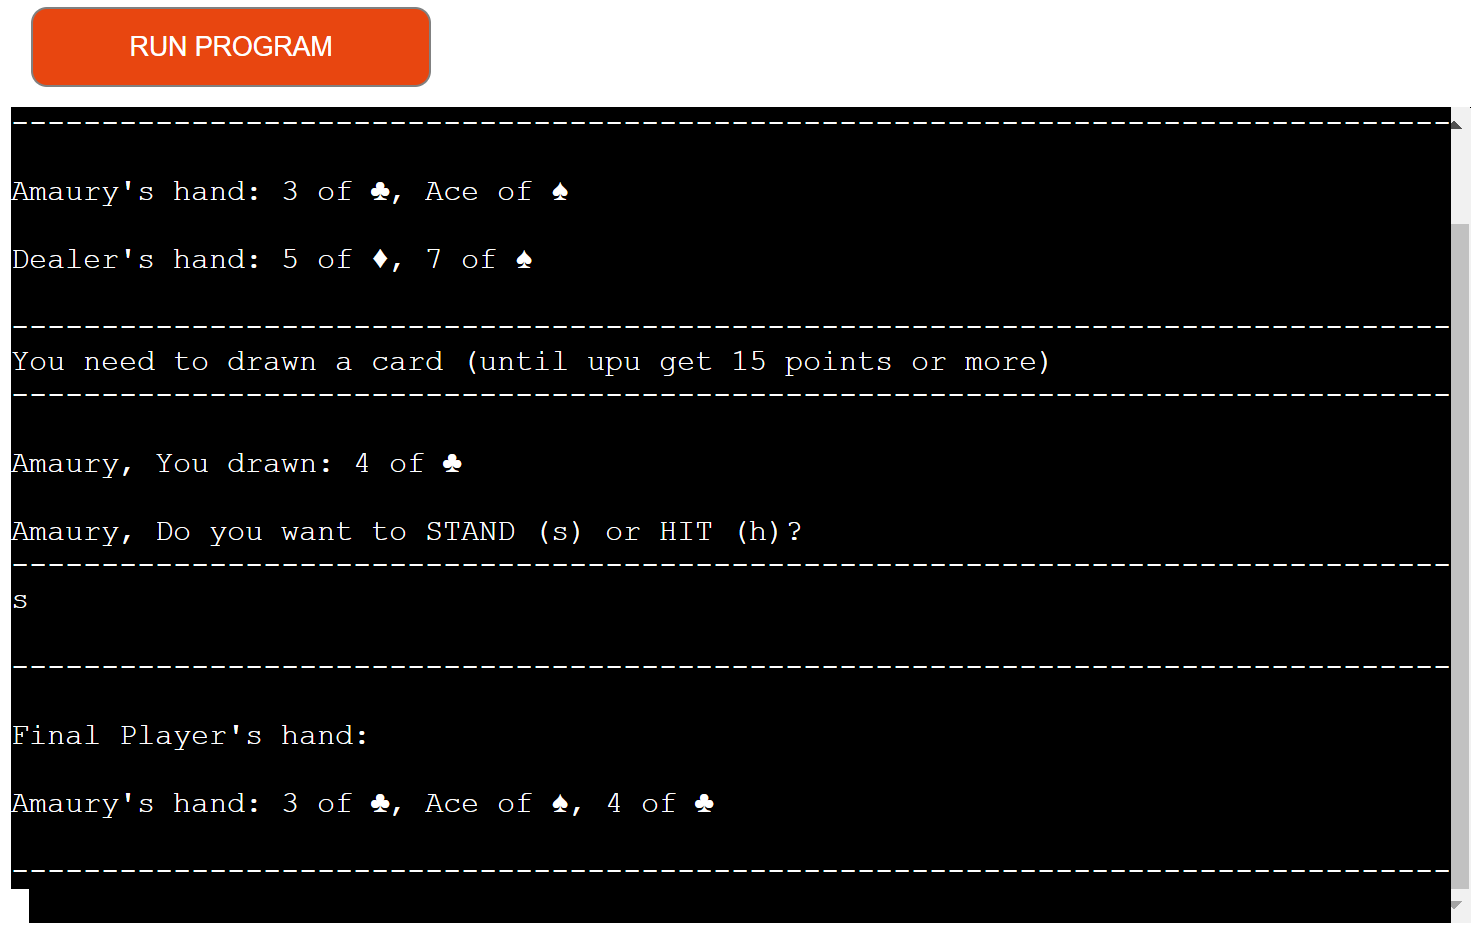 RUN PROGRAM
--------------------------------------------------------------------------------
Amaury's hand: 3 of ♣, Ace of ♠
Dealer's hand: 5 of ♦, 7 of ♠
--------------------------------------------------------------------------------
You need to drawn a card (until upu get 15 points or more)
--------------------------------------------------------------------------------
Amaury, You drawn: 4 of ♣
Amaury, Do you want to STAND (s) or HIT (h)?
--------------------------------------------------------------------------------
s
--------------------------------------------------------------------------------
Final Player's hand:
Amaury's hand: 3 of ♣, Ace of ♠, 4 of ♣
--------------------------------------------------------------------------------